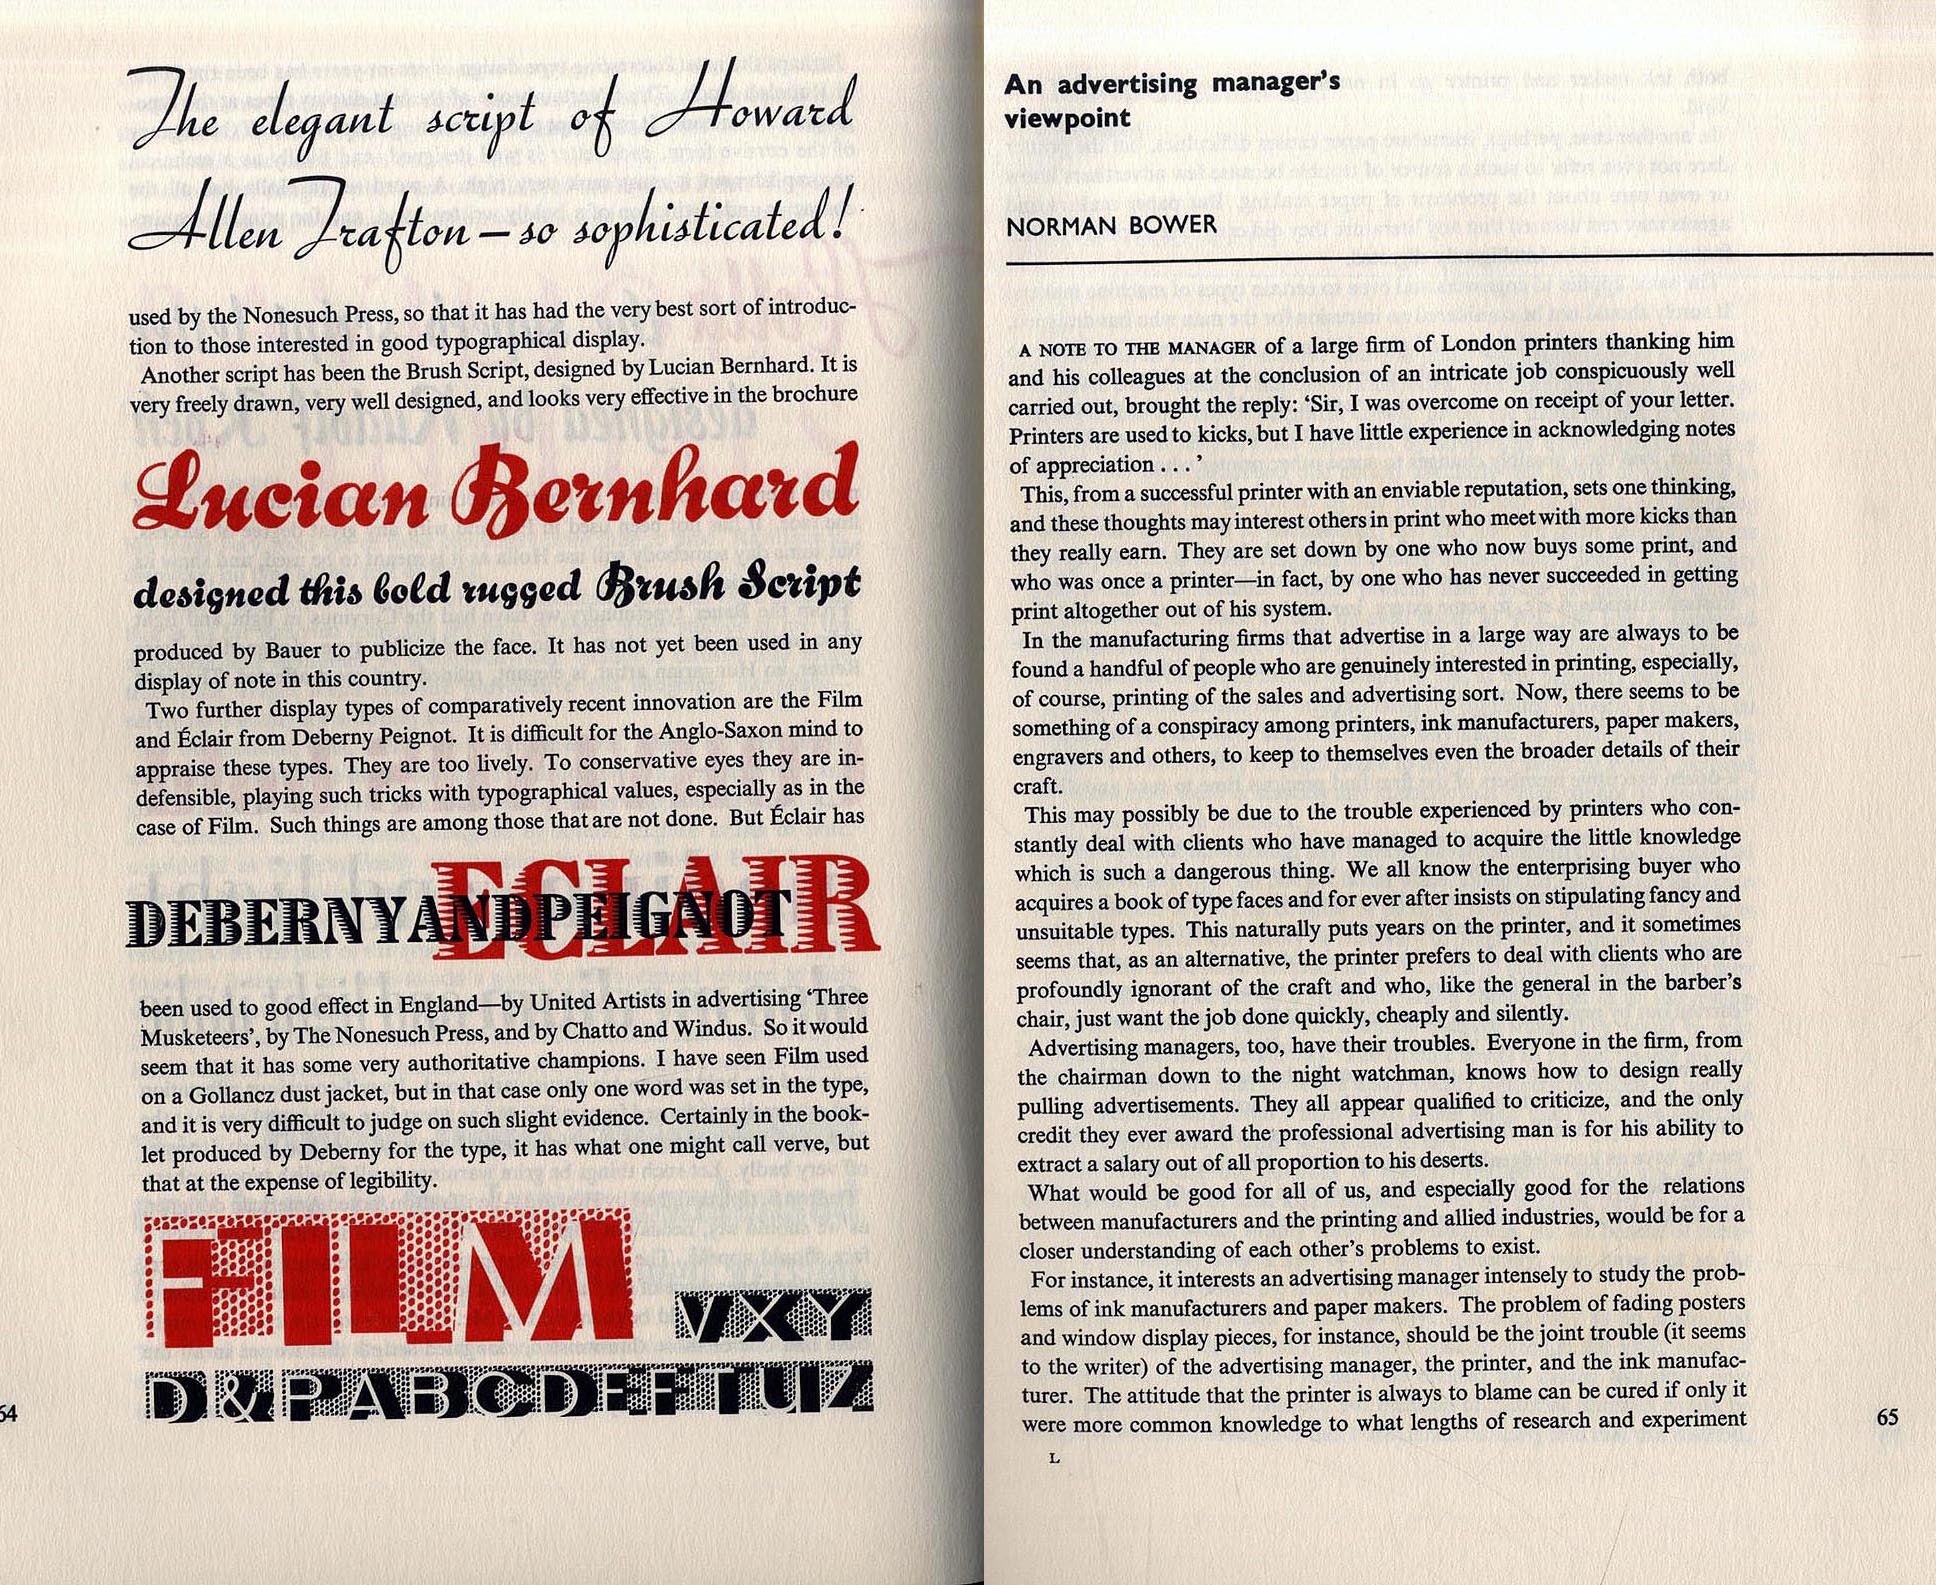 The elegant script of Howard
Allen Trafton — so sophisticated!
used by the Nonesuch Press, so that it has had the very best sort of introduc-
tion to those interested in good typographical display.
Another script has been the Brush Script, designed by Lucian Bernhard. It is
very freely drawn, very well designed, and looks very effective in the brochure
Lucian Bernhard
designed this bold rugged Brush Script
produced by Bauer to publicize the face. It has not yet been used in any
display of note in this country.
Two further display types of comparatively recent innovation are the Film
and Éclair from Deberny Peignot. It is difficult for the Anglo-Saxon mind to
appraise these types. They are too lively. To conservative eyes they are in-
defensible, playing such tricks with typographical values, especially as in the
case of Film. Such things are among those that are not done. But Éclair has
ECLAIR
DEBERNYANDPEIGNOT
been used to good effect in England—by United Artists in advertising ‘Three
Musketeers’, by The Nonesuch Press, and by Chatto and Windus. So it would
seem that it has some very authoritative champions. I have seen Film used
on a Gollancz dust jacket, but in that case only one word was set in the type,
and it is very difficult to judge on such slight evidence. Certainly in the book-
let produced by Deberny for the type, it has what one might call verve, but
that at the expense of legibility.
FILM
VXY
D&PABCDEFTUIZ
64
An advertising manager’s
viewpoint
NORMAN BOWER
A NOTE TO THE MANAGER of a large firm of London printers thanking him
and his colleagues at the conclusion of an intricate job conspicuously well
carried out, brought the reply: ‘Sir, I was overcome on receipt of your letter.
Printers are used to kicks, but I have little experience in acknowledging notes
of appreciation . . . ’
This, from a successful printer with an enviable reputation, sets one thinking,
and these thoughts may interest others in print who meet with more kicks than
they really earn. They are set down by one who now buys some print, and
who was once a printer—in fact, by one who has never succeeded in getting
print altogether out of his system.
In the manufacturing firms that advertise in a large way are always to be
found a handful of people who are genuinely interested in printing, especially,
of course, printing of the sales and advertising sort. Now, there seems to be
something of a conspiracy among printers, ink manufacturers, paper makers,
engravers and others, to keep to themselves even the broader details of their
craft.
This may possibly be due to the trouble experienced by printers who con-
stantly deal with clients who have managed to acquire the little knowledge
which is such a dangerous thing. We all know the enterprising buyer who
acquires a book of type faces and for ever after insists on stipulating fancy and
unsuitable types. This naturally puts years on the printer, and it sometimes
seems that, as an alternative, the printer prefers to deal with clients who are
profoundly ignorant of the craft and who, like the general in the barber’s
chair, just want the job done quickly, cheaply and silently.
Advertising managers, too, have their troubles. Everyone in the firm, from
the chairman down to the night watchman, knows how to design really
pulling advertisements. They all appear qualified to criticize, and the only
credit they ever award the professional advertising man is for his ability to
extract a salary out of all proportion to his deserts.
What would be good for all of us, and especially good for the relations
between manufacturers and the printing and allied industries, would be for a
closer understanding of each other’s problems to exist.
For instance, it interests an advertising manager intensely to study the prob-
lems of ink manufacturers and paper makers. The problem of fading posters
and window display pieces, for instance, should be the joint trouble (it seems
to the writer) of the advertising manager, the printer, and the ink manufac-
turer. The attitude that the printer is always to blame can be cured if only it
were more common knowledge to what lengths of research and experiment
65
L